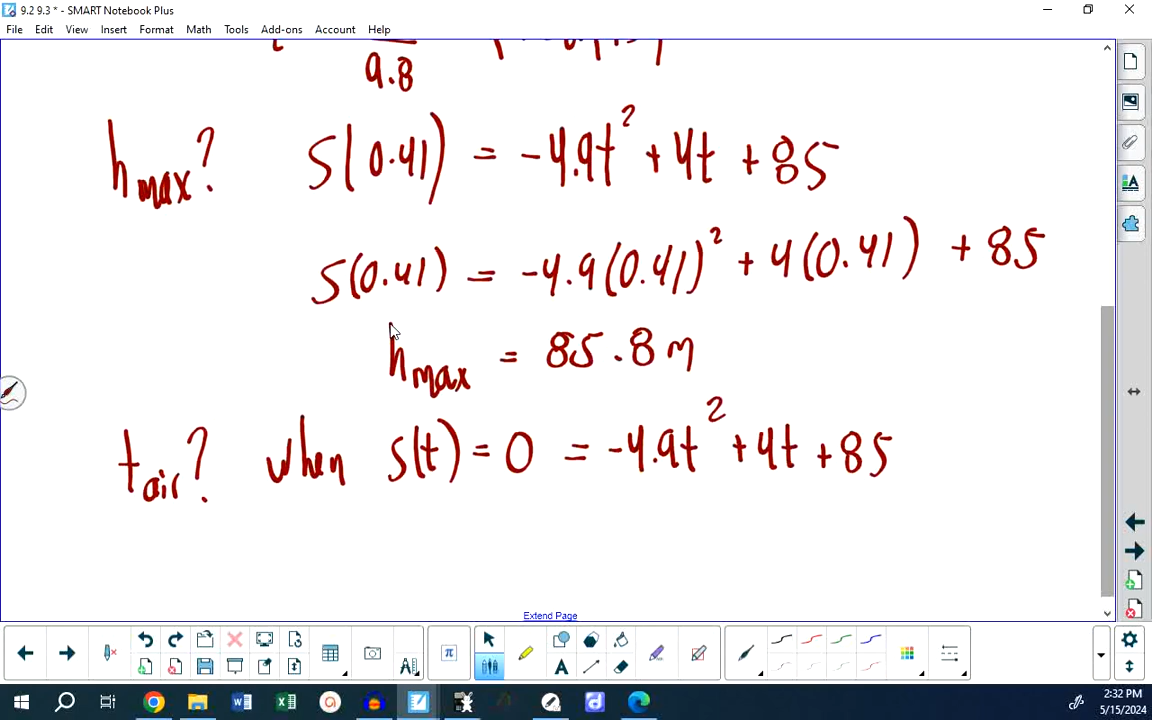 9.2 9.3 * - SMART Notebook Plus
File Edit View Insert Format Math Tools Add-ons Account Help
9.8
hmax? S(0.41) = -4.9t² + 4t + 85
S(0.41) = -4.9(0.41)² + 4(0.41) + 85
hmax = 85.8 m
tair? when s(t) = 0 = -4.9t² + 4t + 85
Extend Page
2:32 PM
5/15/2024